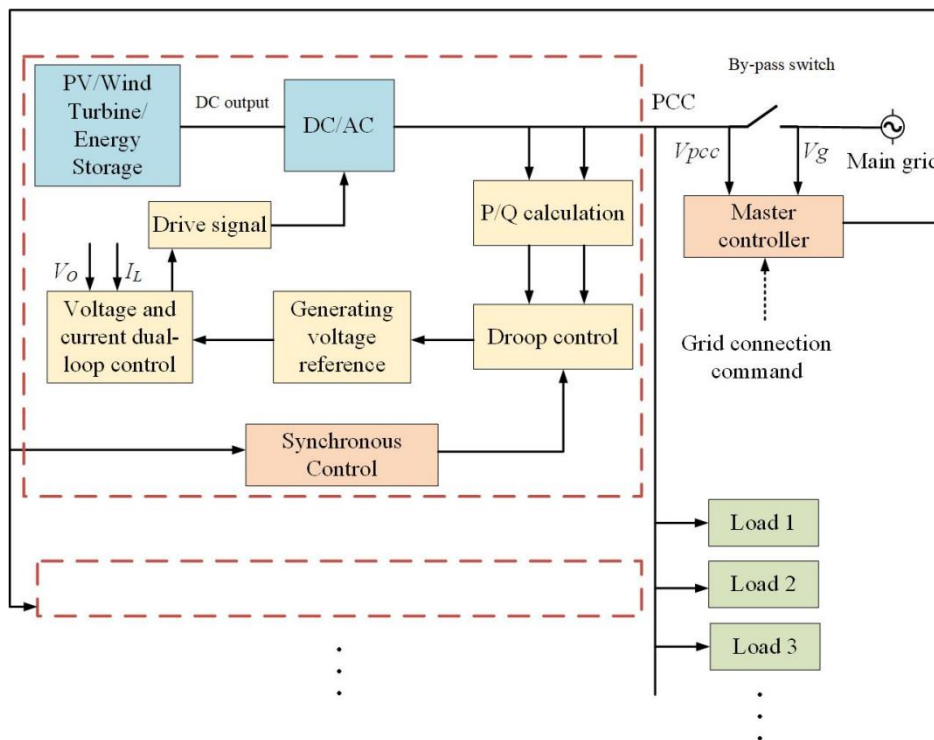 PV/Wind
Turbine/
Energy
Storage
DC output
DC/AC
PCC
By-pass switch
Vpcc
Vg
Main grid
P/Q calculation
Master
controller
Drive signal
Vo
IL
Voltage and
current dual-
loop control
Generating
voltage
reference
Droop control
Grid connection
command
Synchronous
Control
Load 1
Load 2
Load 3